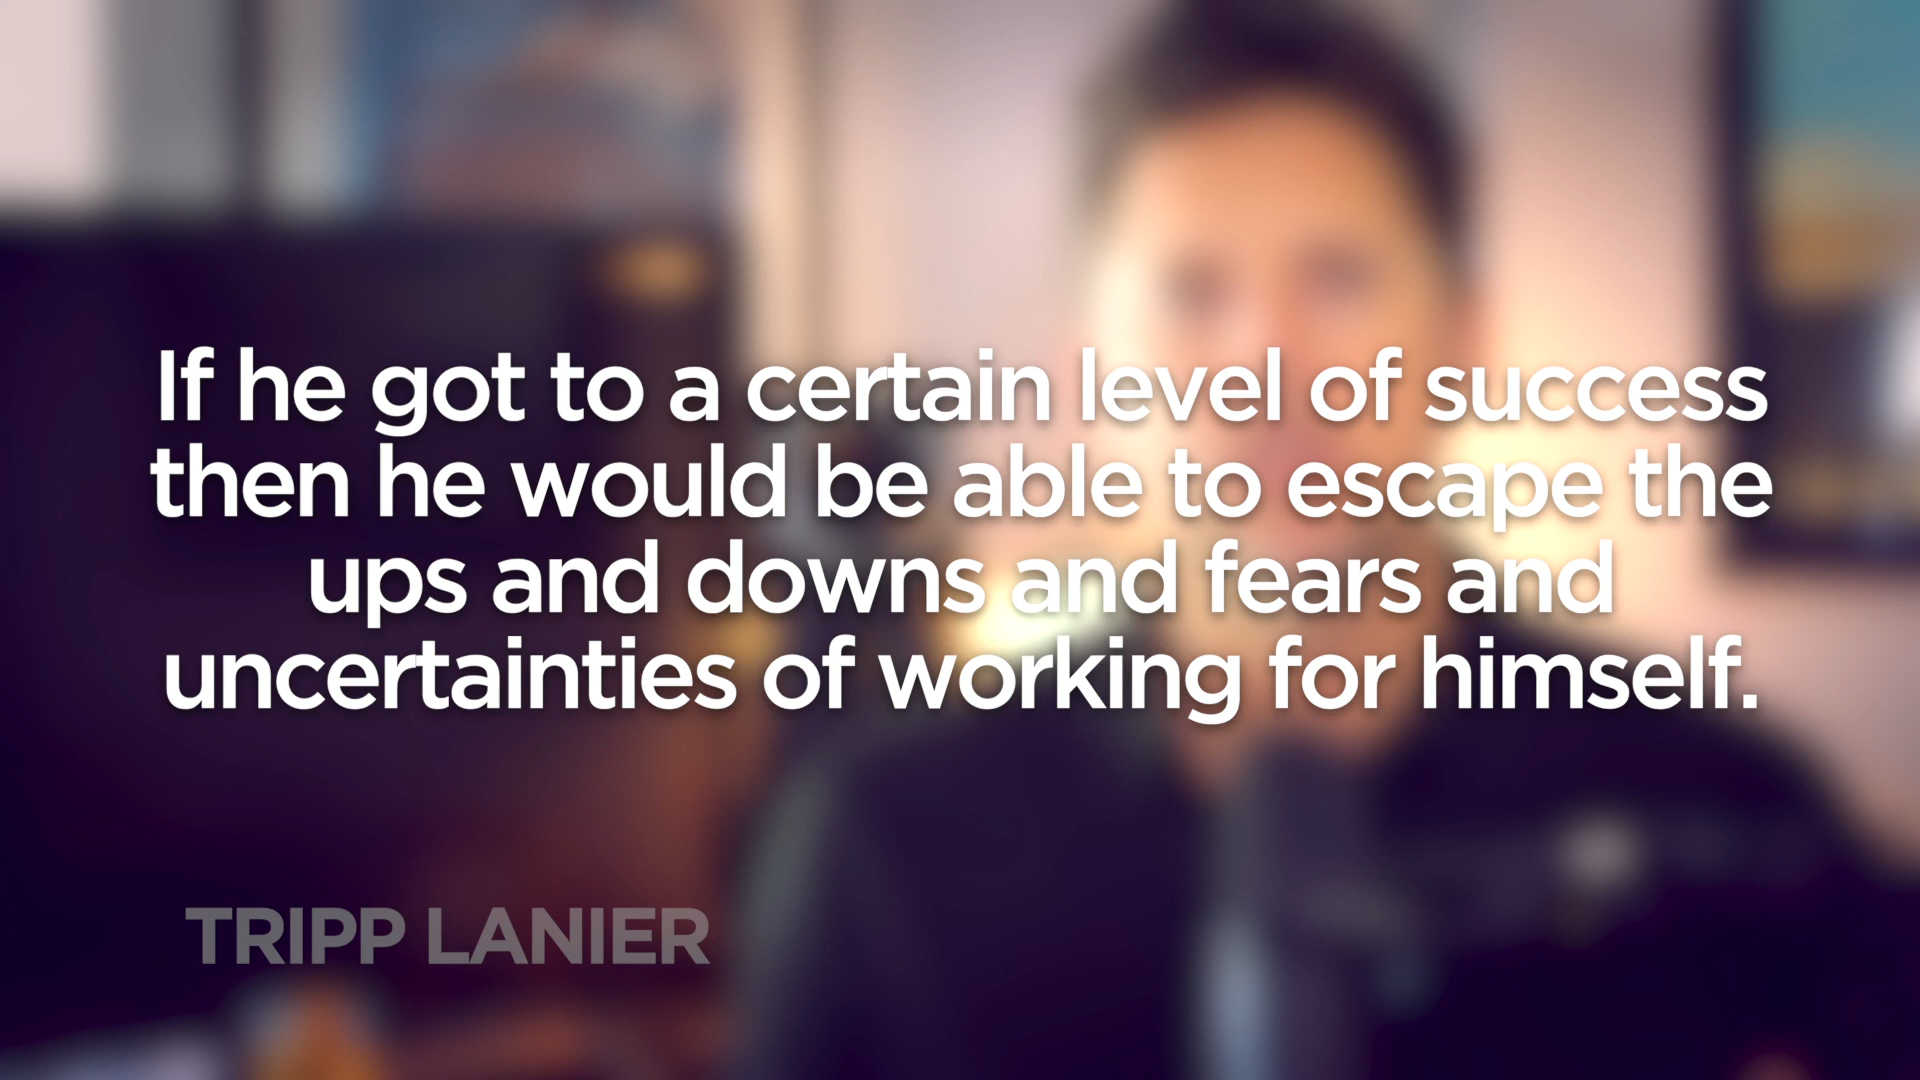 If he got to a certain level of success
then he would be able to escape the
ups and downs and fears and
uncertainties of working for himself.
TRIPP LANIER